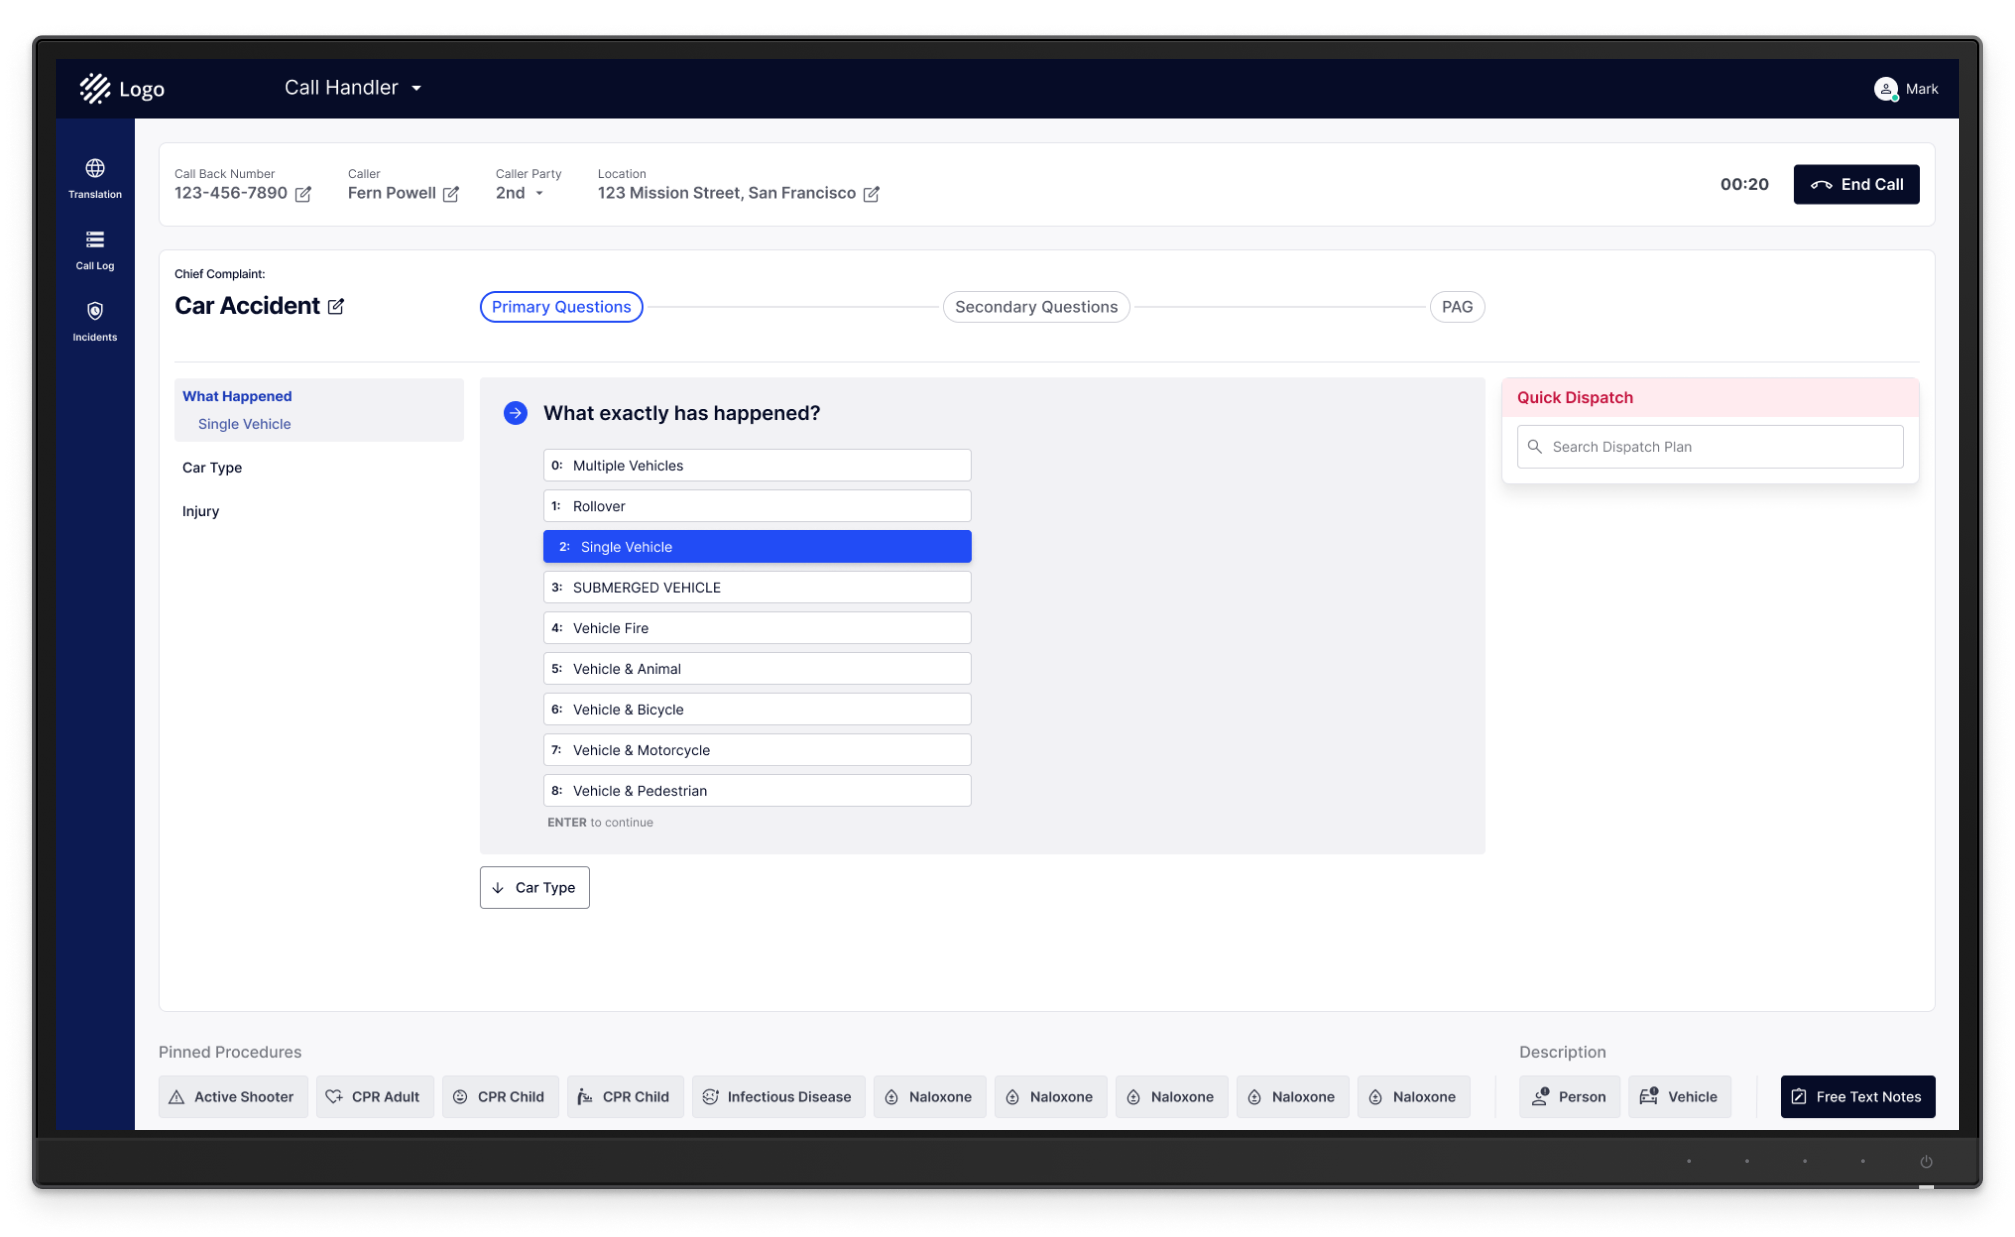 Logo
Call Handler
Mark
Translation
Call Log
Incidents
Call Back Number
123-456-7890
Caller
Fern Powell
Caller Party
2nd
Location
123 Mission Street, San Francisco
00:20
End Call
Chief Complaint:
Car Accident
Primary Questions
Secondary Questions
PAG
What Happened
Single Vehicle
Car Type
Injury
What exactly has happened?
0: Multiple Vehicles
1: Rollover
2: Single Vehicle
3: SUBMERGED VEHICLE
4: Vehicle Fire
5: Vehicle & Animal
6: Vehicle & Bicycle
7: Vehicle & Motorcycle
8: Vehicle & Pedestrian
ENTER to continue
Car Type
Quick Dispatch
Search Dispatch Plan
Pinned Procedures
Active Shooter
CPR Adult
CPR Child
CPR Child
Infectious Disease
Naloxone
Naloxone
Naloxone
Naloxone
Naloxone
Description
Person
Vehicle
Free Text Notes